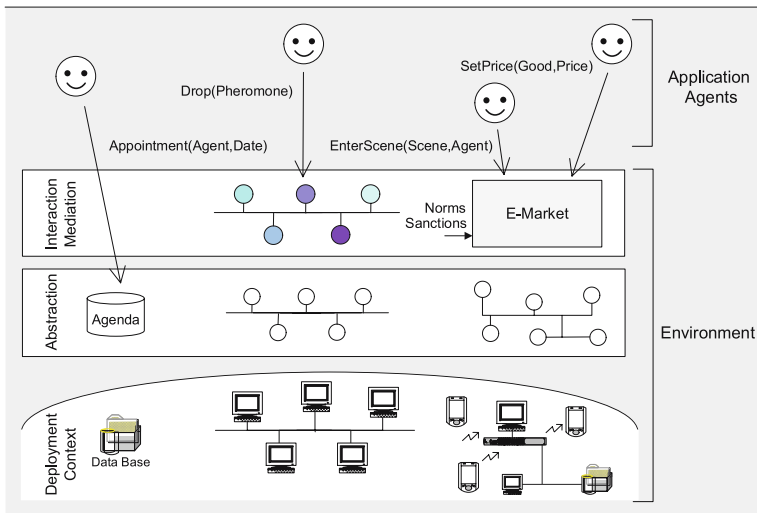 SetPrice(Good,Price)
Application
Agents
Drop(Pheromone)
Appointment(Agent,Date)
EnterScene(Scene,Agent)
Interaction
Mediation
Norms
Sanctions
E-Market
Abstraction
Agenda
Environment
Deployment
Context
Data Base